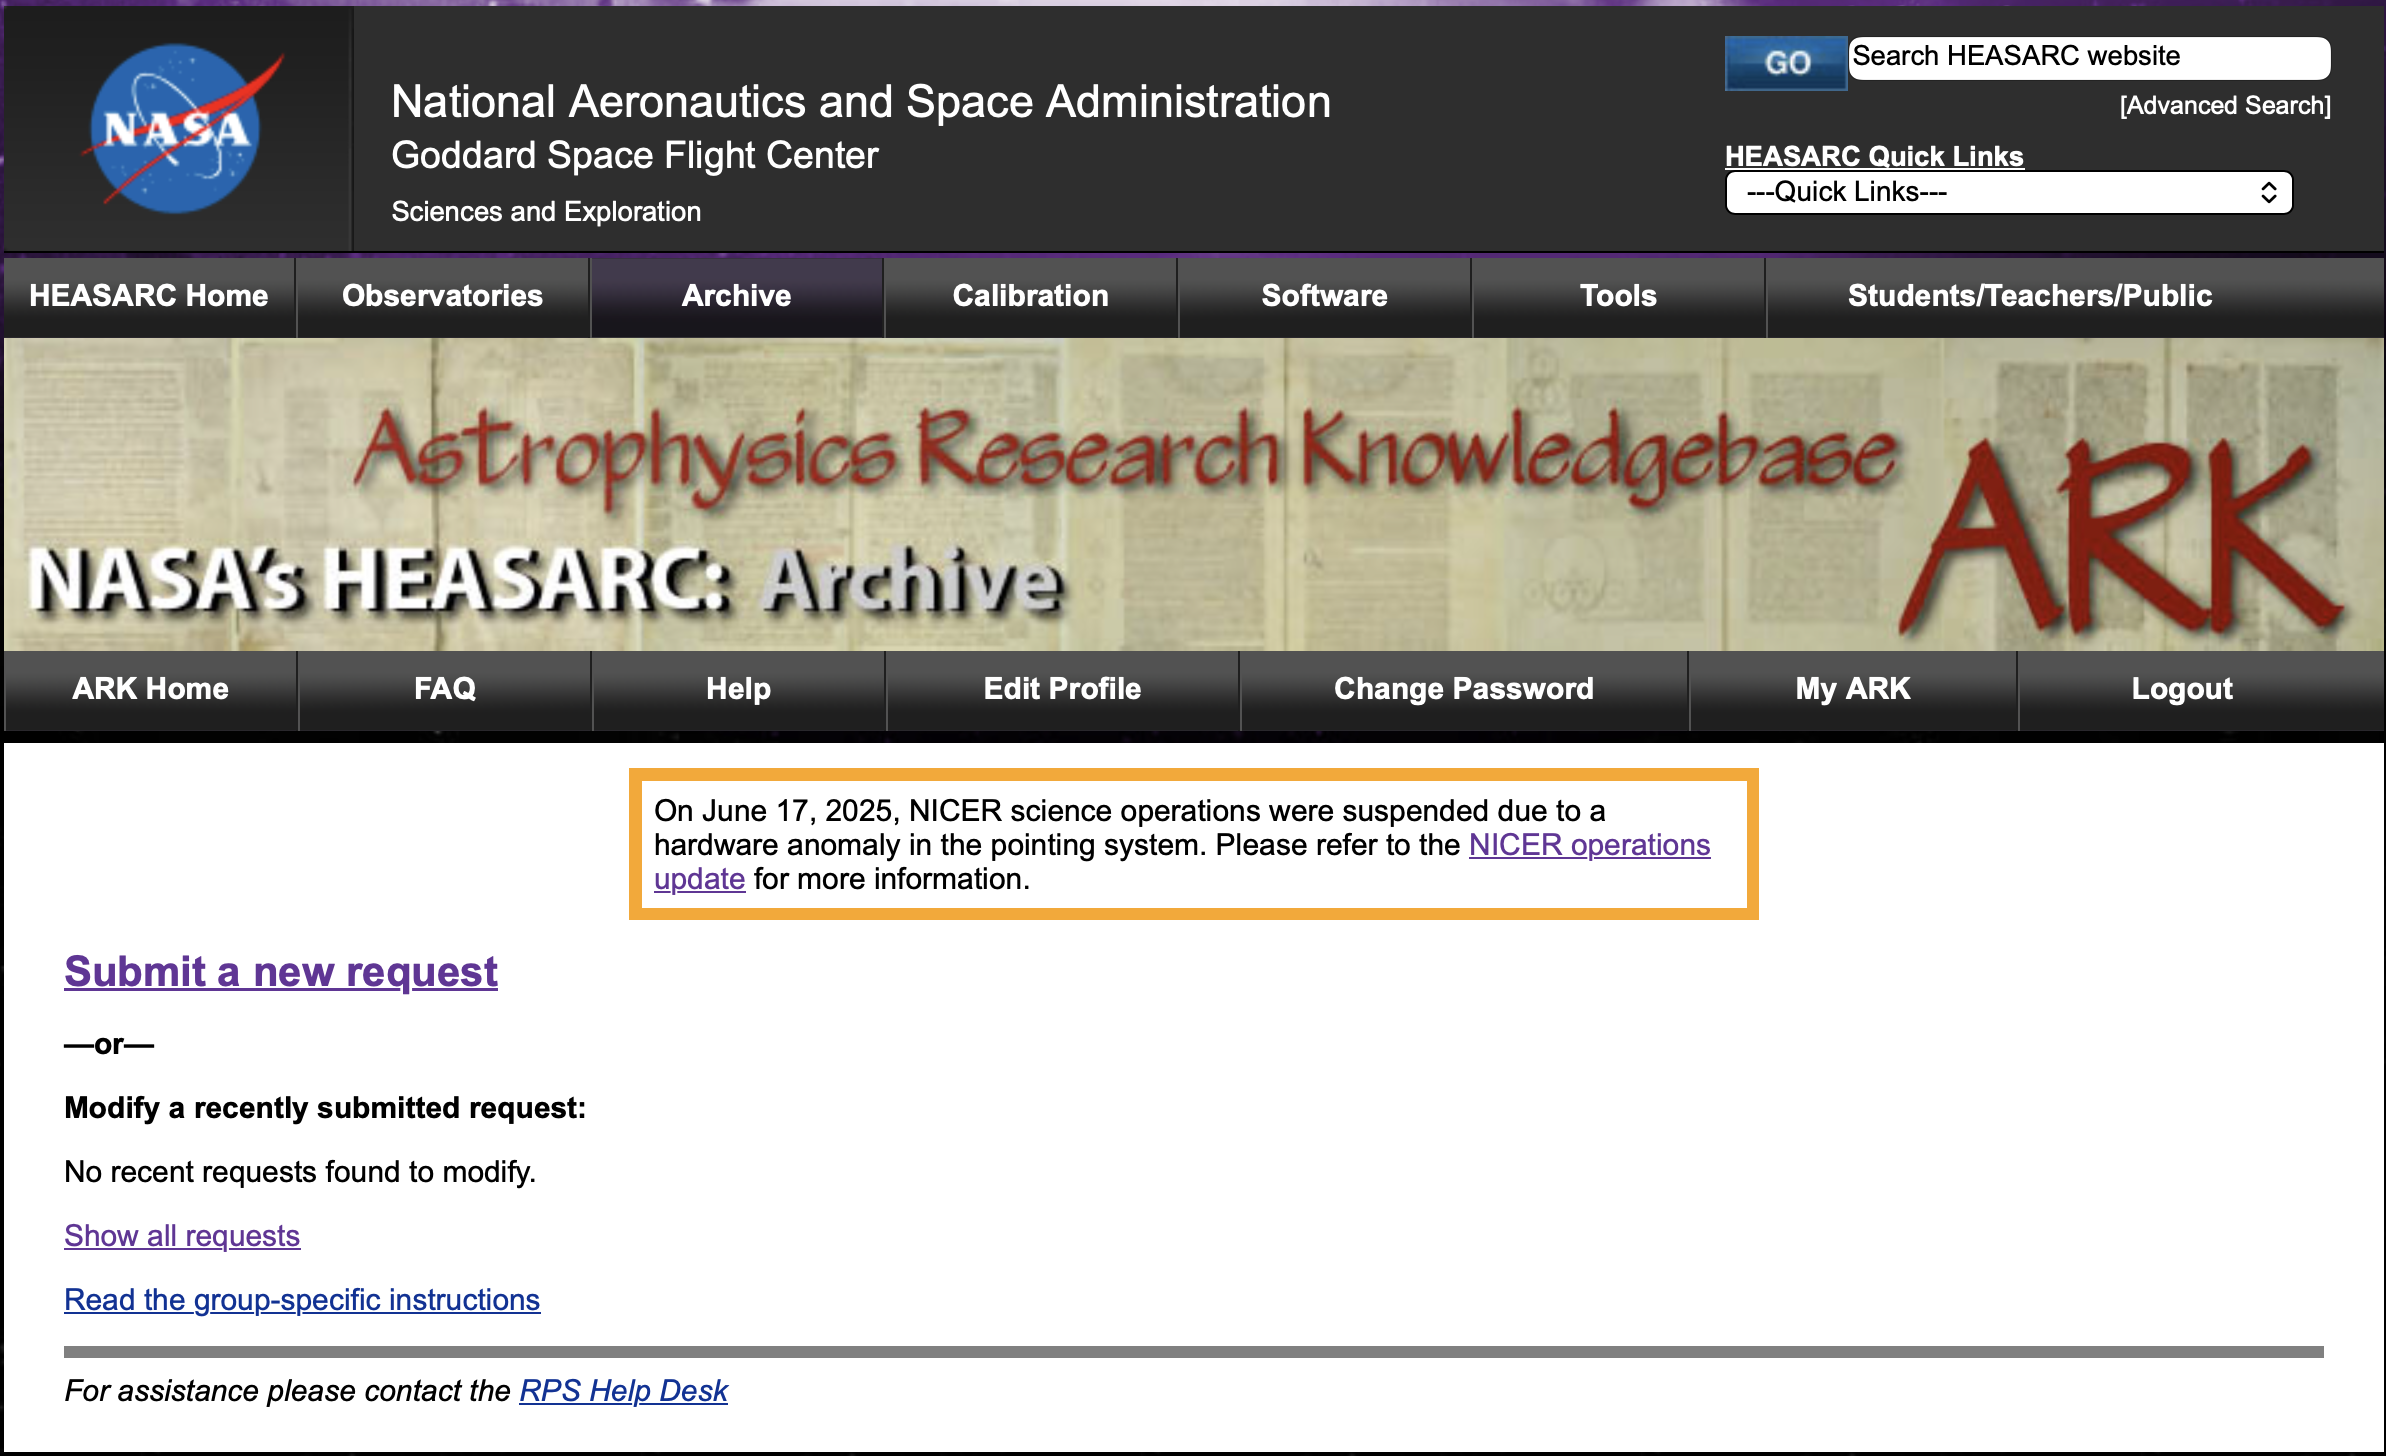 NASA
National Aeronautics and Space Administration
Goddard Space Flight Center
Sciences and Exploration
GO
Search HEASARC website
[Advanced Search]
HEASARC Quick Links
---Quick Links---
HEASARC Home
Observatories
Archive
Calibration
Software
Tools
Students/Teachers/Public
Astrophysics Research Knowledgebase
ARK
NASA's HEASARC: Archive
ARK Home
FAQ
Help
Edit Profile
Change Password
My ARK
Logout
On June 17, 2025, NICER science operations were suspended due to a
hardware anomaly in the pointing system. Please refer to the NICER operations
update for more information.
Submit a new request
—or—
Modify a recently submitted request:
No recent requests found to modify.
Show all requests
Read the group-specific instructions
For assistance please contact the RPS Help Desk